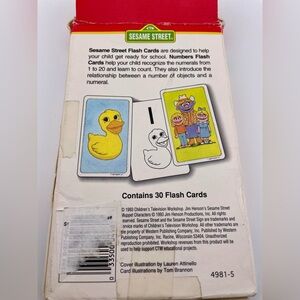 CTW
SESAME STREET
Sesame Street Flash Cards are designed to help
your child get ready for school. Numbers Flash
Cards help your child recognize the numerals from
1 to 20 and learn to count. They also introduce the
relationship between a number of objects and a
numeral.
1
Contains 30 Flash Cards
© 1993 Children's Television Workshop. Jim Henson's Sesame Street
Muppet Characters © 1993 Jim Henson Productions, Inc. All rights
reserved. Sesame Street and the Sesame Street Sign are trademarks and
service marks of Children's Television Workshop. All other trademarks are
the property of Western Publishing Company, Inc. Printed by Western
Publishing Company, Inc. Racine, Wisconsin 53404. Unauthorized
reproduction prohibited. Workshop revenues from this product will be
used to help support CTW educational projects.
0 33500
Cover illustration by Lauren Attinello
Card illustrations by Tom Brannon
4981-5